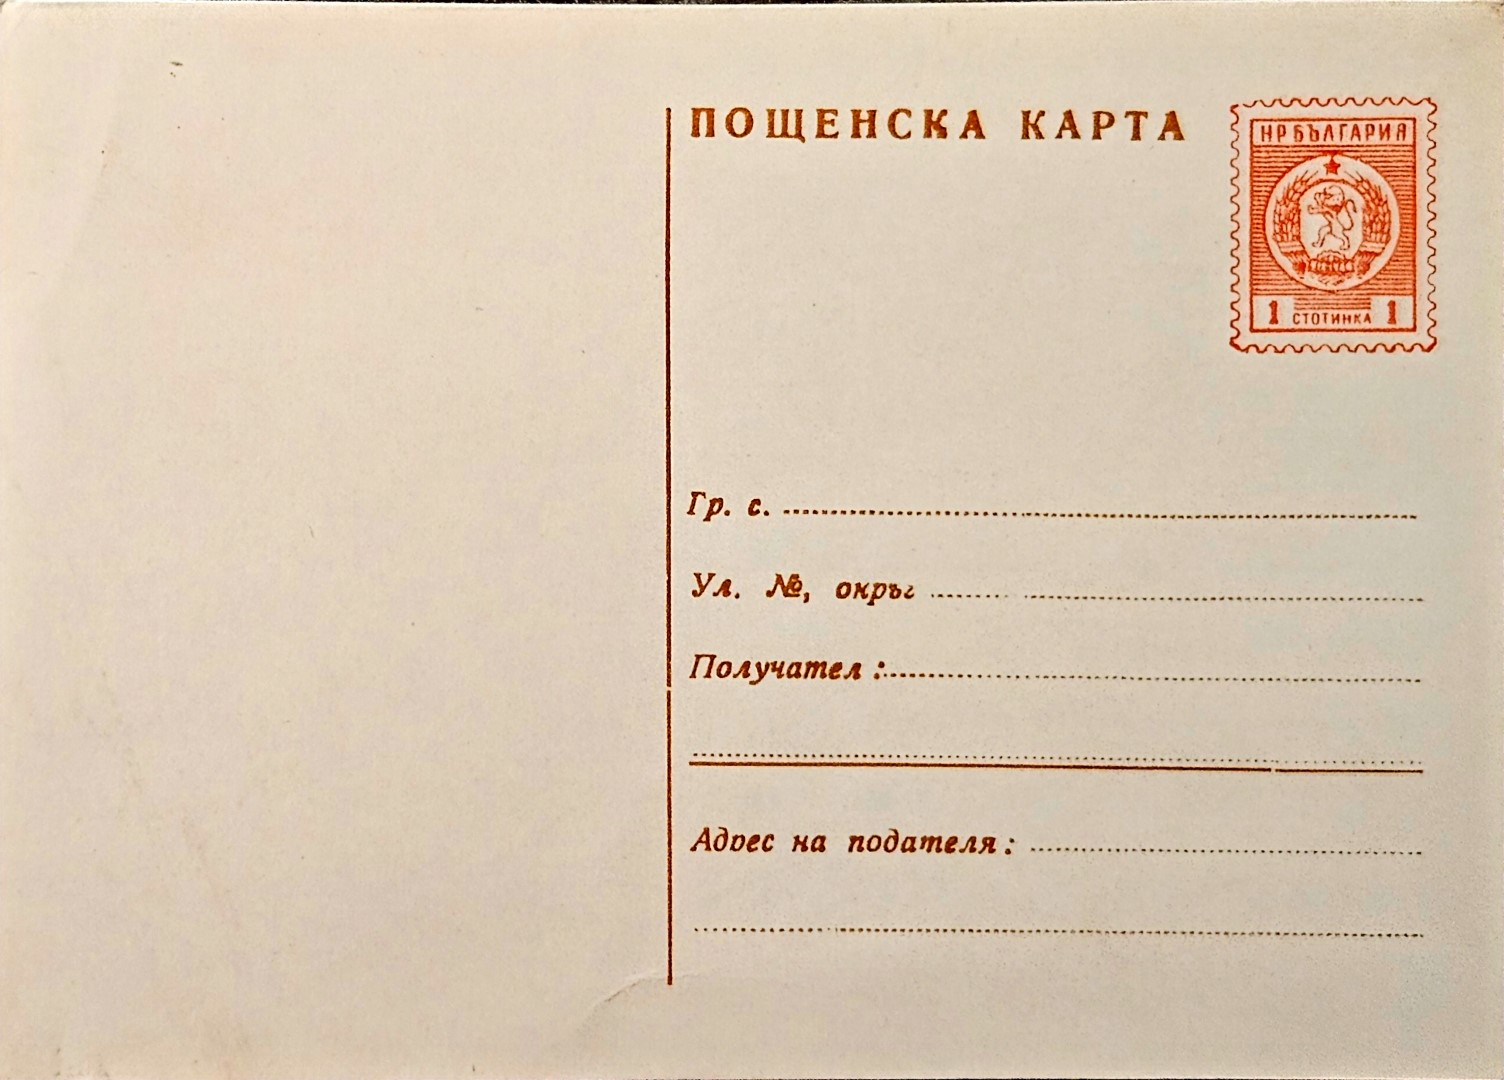 ПОЩЕНСКА КАРТА
НР БЪЛГАРИЯ
1 СТОТИНКА 1
Гр. с.
Ул. №, окръг
Получател :
Адрес на подателя :